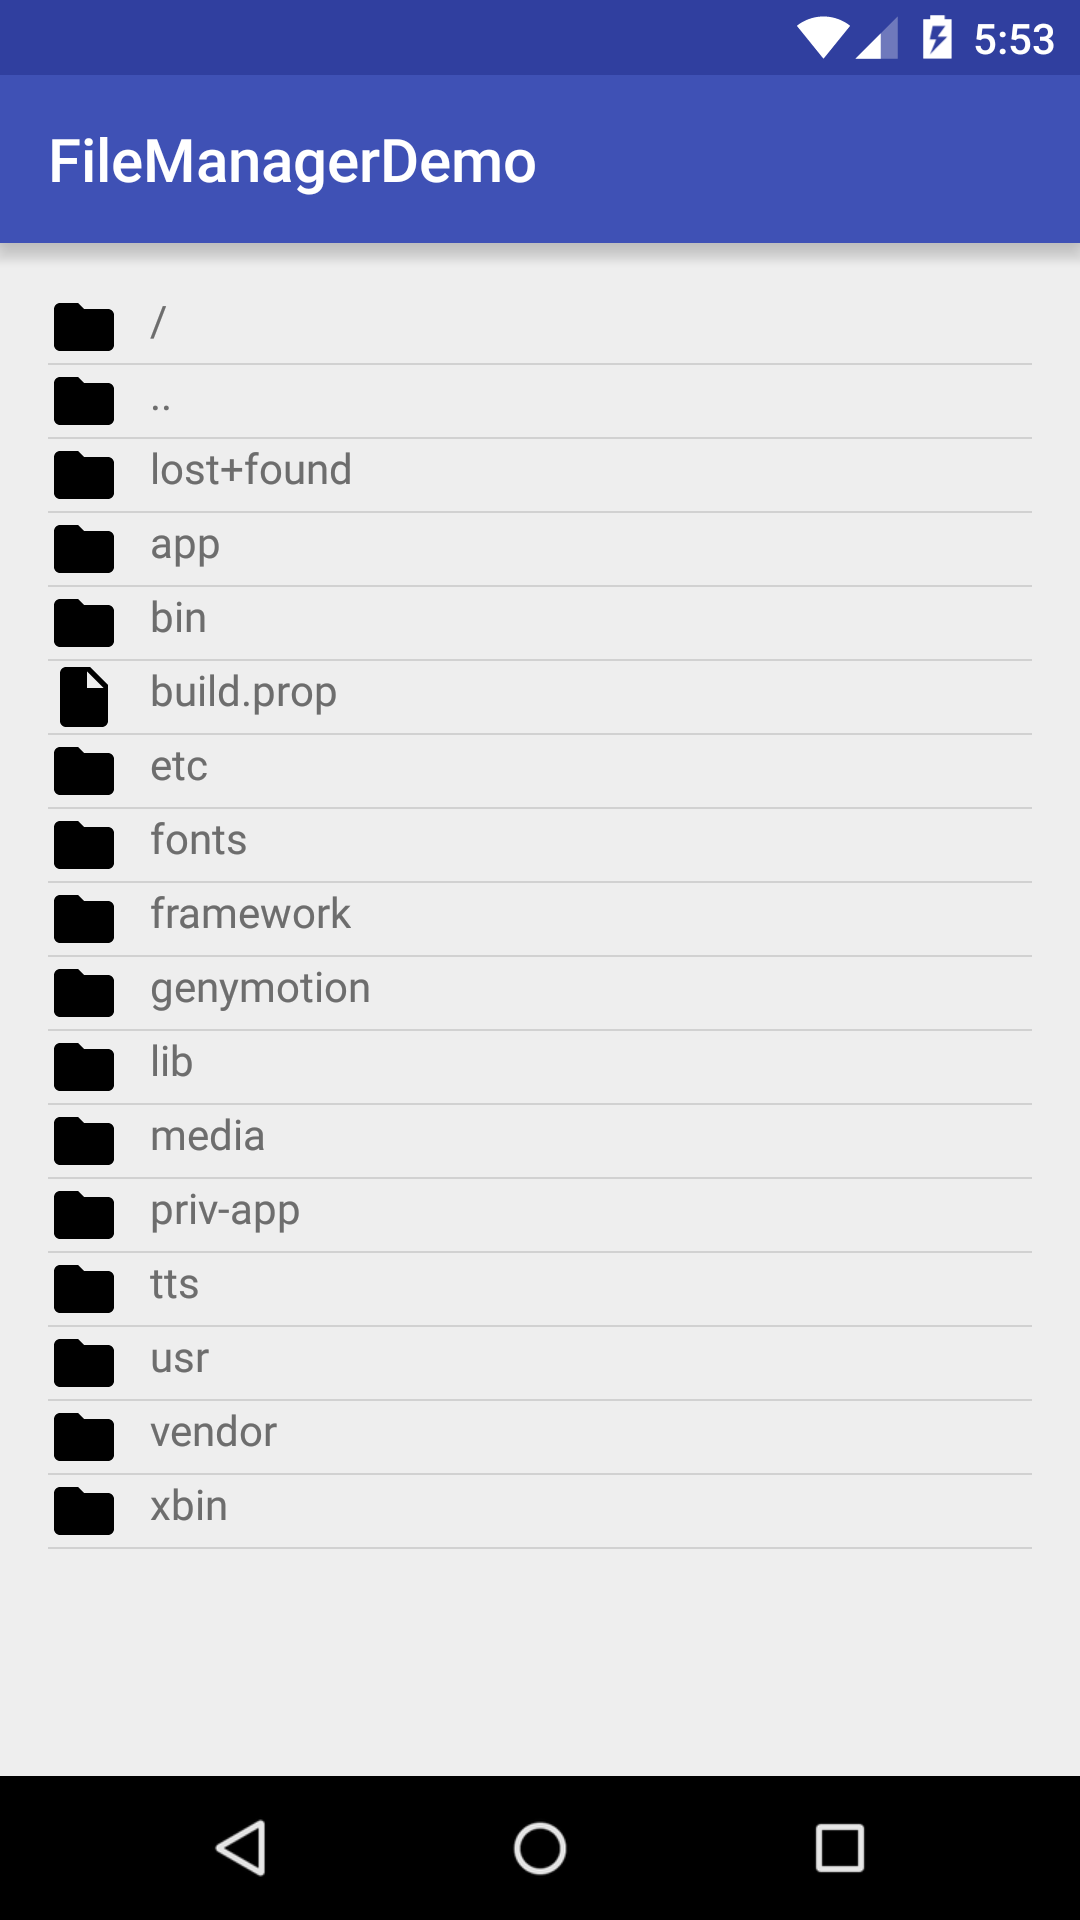 5:53
FileManagerDemo
/
..
lost+found
app
bin
build.prop
etc
fonts
framework
genymotion
lib
media
priv-app
tts
usr
vendor
xbin